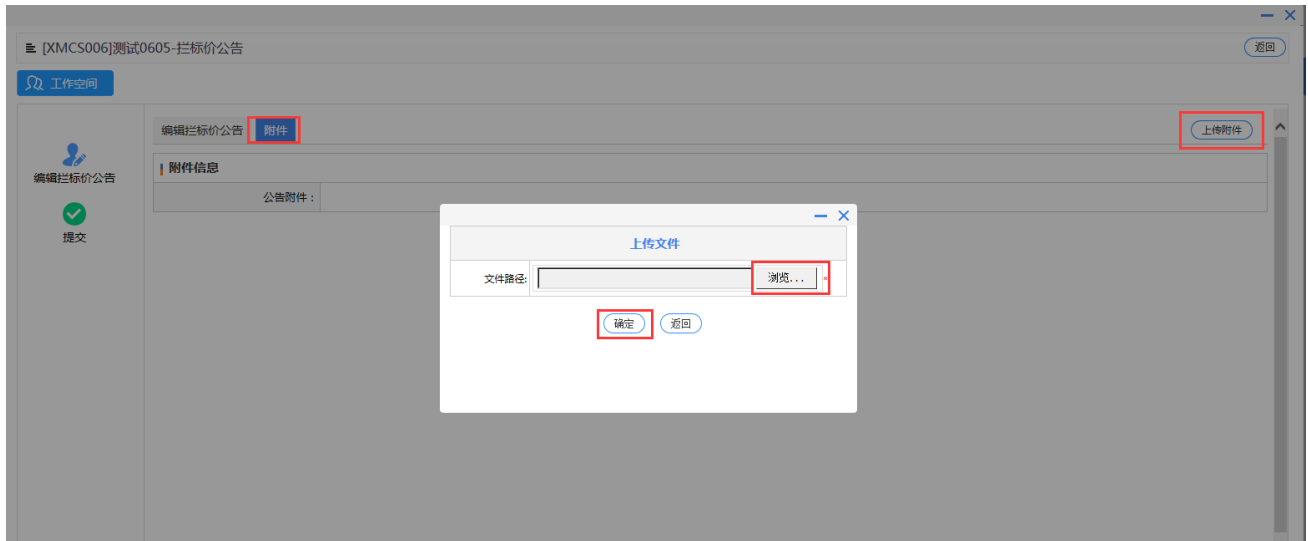 [XMCS006]测试0605-拦标价公告
返回
工作空间
编辑拦标价公告 附件
上传附件
编辑拦标价公告
提交
附件信息
公告附件：
上传文件
文件路径:
浏览...
*
确定 返回